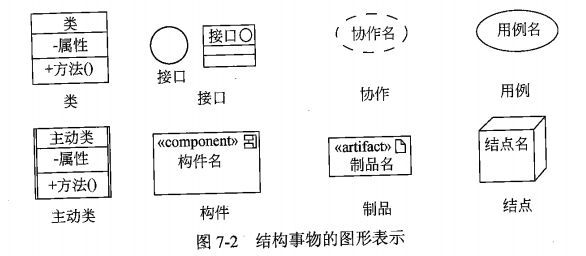 类
-属性
+方法()
类
接口
接口
接口
协作名
协作
用例名
用例
主动类
-属性
+方法()
主动类
«component»
构件名
构件
«artifact»
制品名
制品
结点名
结点
图 7-2 结构事物的图形表示